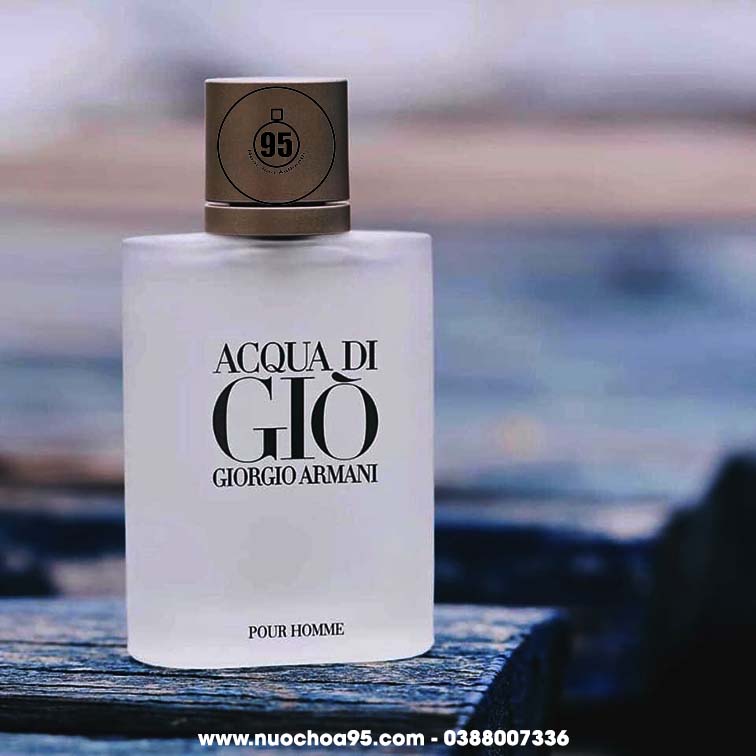 95
ACQUA DI
GIÒ
GIORGIO ARMANI
POUR HOMME
www.nuochoa95.com - 0388007336